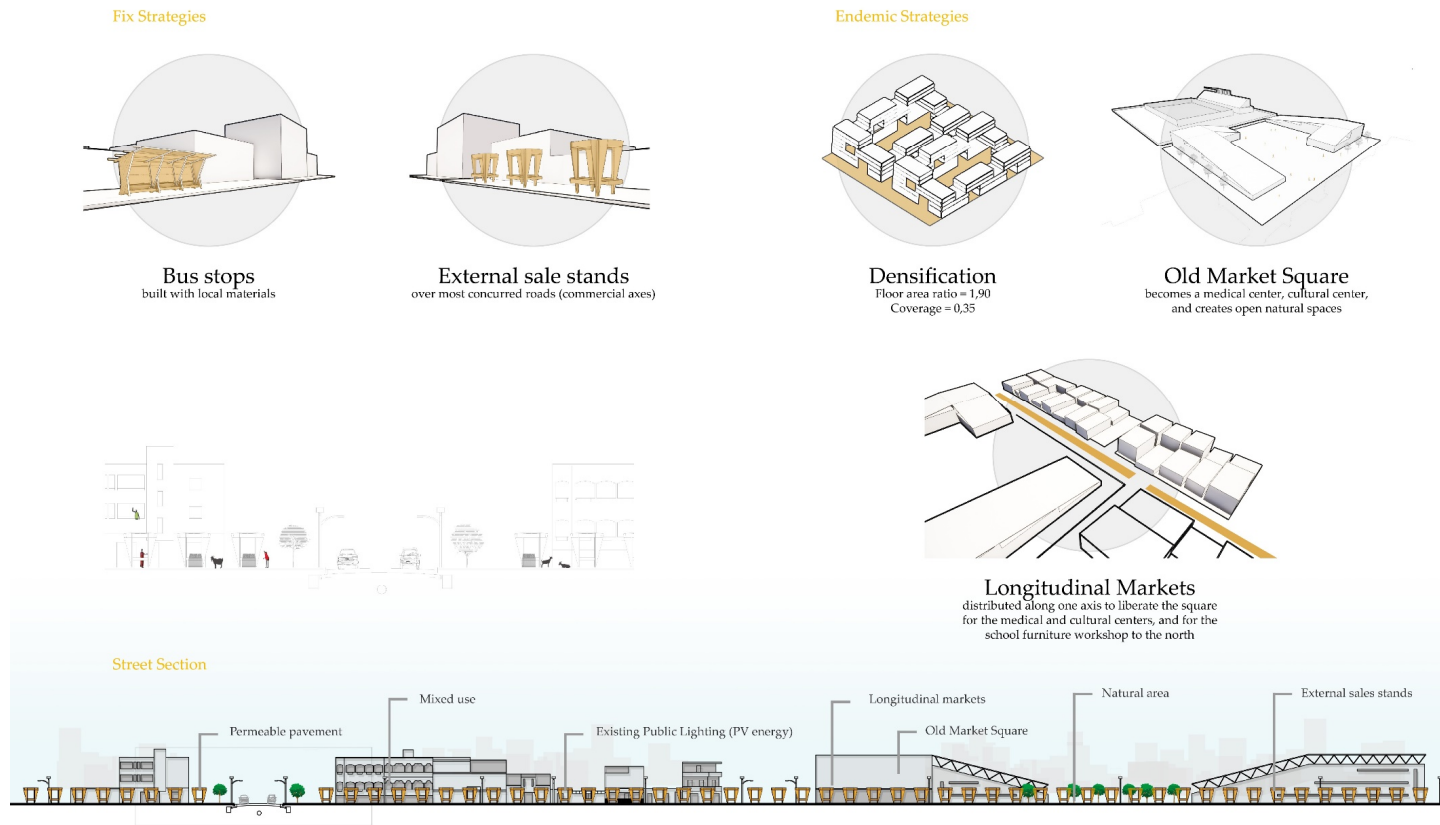 Fix Strategies
Endemic Strategies
Bus stops
built with local materials
External sale stands
over most concurred roads (commercial axes)
Densification
Floor area ratio = 1,90
Coverage = 0,35
Old Market Square
becomes a medical center, cultural center,
and creates open natural spaces
Longitudinal Markets
distributed along one axis to liberate the square
for the medical and cultural centers, and for the
school furniture workshop to the north
Street Section
Permeable pavement
Mixed use
Existing Public Lighting (PV energy)
Longitudinal markets
Old Market Square
Natural area
External sales stands